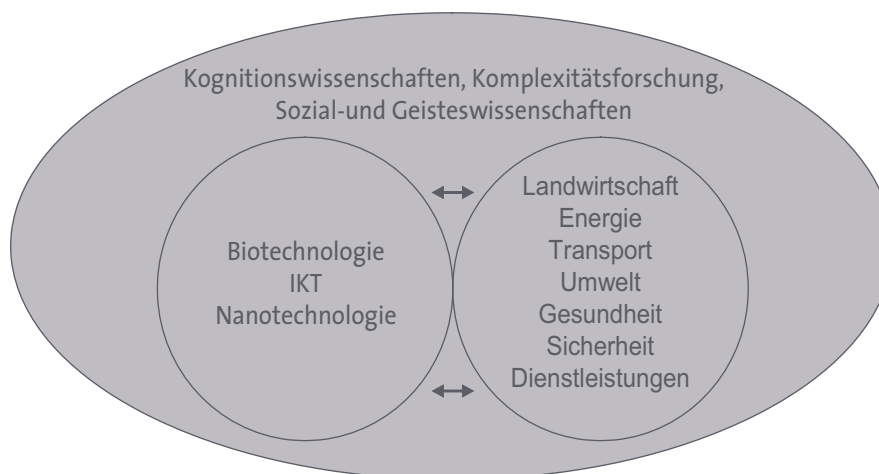 Kognitionswissenschaften, Komplexitätsforschung,
Sozial-und Geisteswissenschaften
Biotechnologie
IKT
Nanotechnologie
Landwirtschaft
Energie
Transport
Umwelt
Gesundheit
Sicherheit
Dienstleistungen